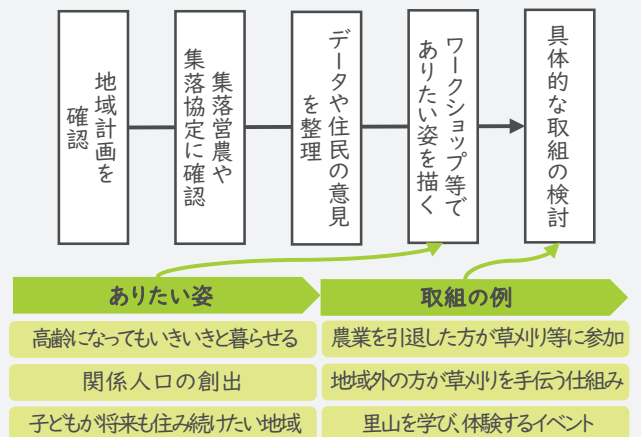 地域計画を
確認
集落営農や
集落協定に確認
データや住民の意見
を整理
ワークショップ等で
ありたい姿を描く
具体的な取組の検討
ありたい姿
取組の例
高齢になってもいきいきと暮らせる
農業を引退した方が草刈り等に参加
関係人口の創出
地域外の方が草刈りを手伝う仕組み
子どもが将来も住み続けたい地域
里山を学び、体験するイベント